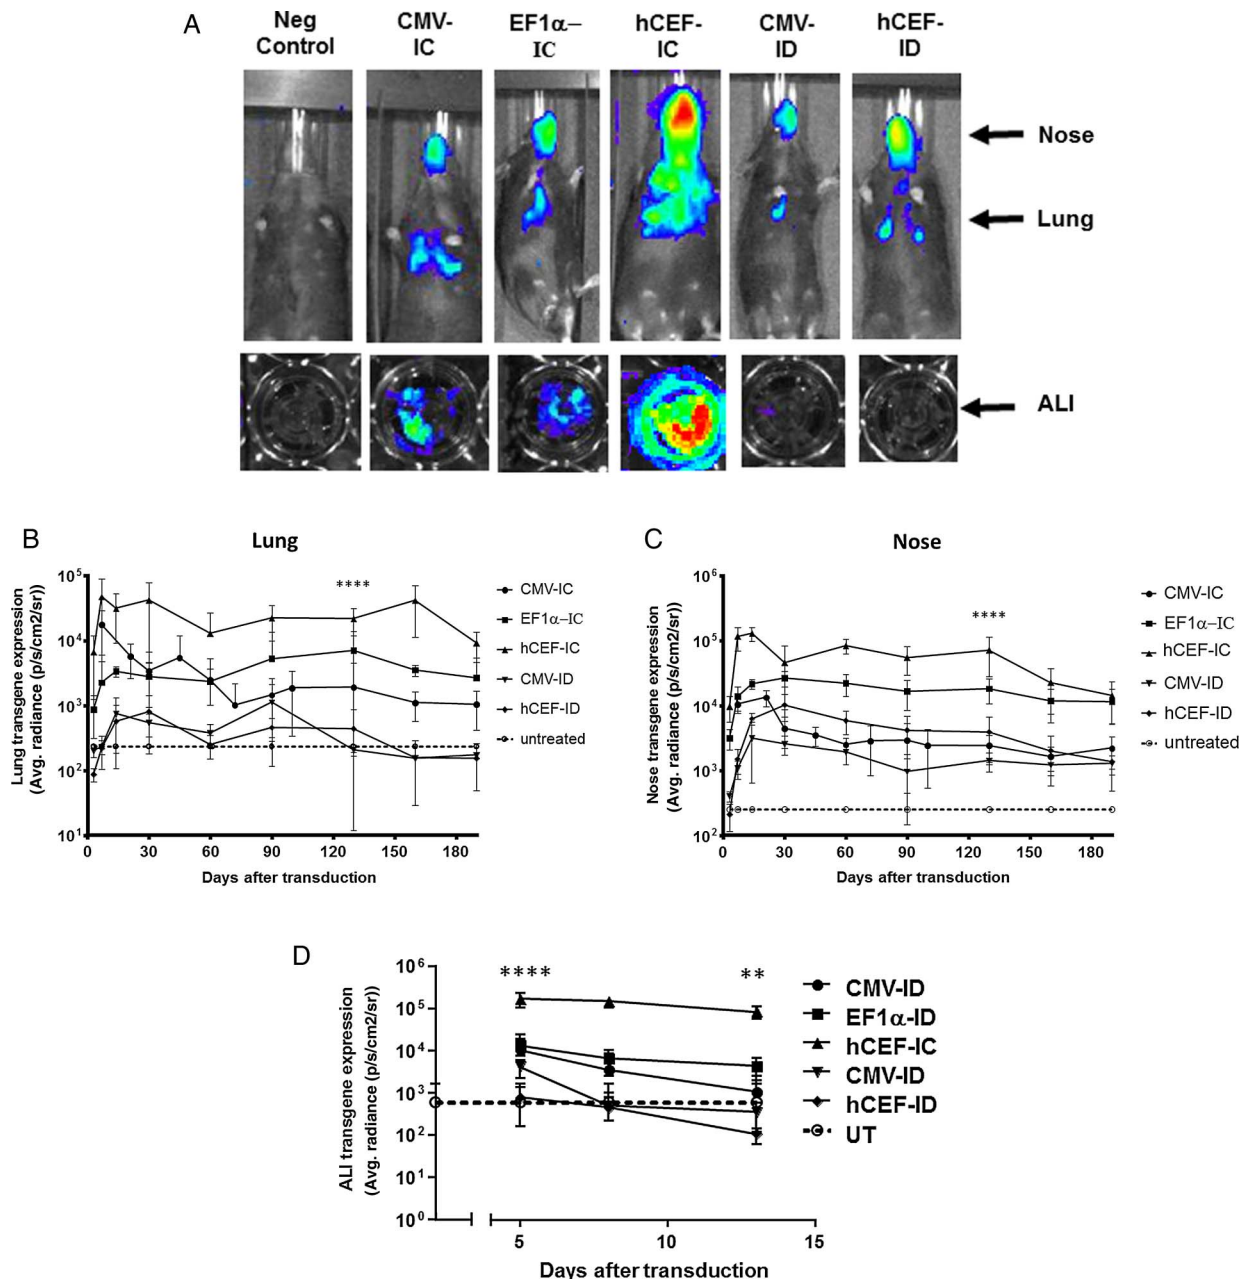 A
Neg
Control
CMV-
IC
EF1α–
IC
hCEF-
IC
CMV-
ID
hCEF-
ID
Nose
Lung
ALI
B
Lung
Lung transgene expression
(Avg. radiance (p/s/cm2/sr))
10^5
10^4
10^3
10^2
10^1
0 30 60 90 120 150 180
Days after transduction
****
CMV-IC
EF1α–IC
hCEF-IC
CMV-ID
hCEF-ID
untreated
C
Nose
Nose transgene expression
(Avg. radiance (p/s/cm2/sr))
10^6
10^5
10^4
10^3
10^2
0 30 60 90 120 150 180
Days after transduction
****
CMV-IC
EF1α–IC
hCEF-IC
CMV-ID
hCEF-ID
untreated
D
ALI transgene expression
(Avg. radiance (p/s/cm2/sr))
10^6
10^5
10^4
10^3
10^2
10^1
10^0
5 10 15
Days after transduction
**** **
CMV-ID
EF1α-ID
hCEF-IC
CMV-ID
hCEF-ID
UT